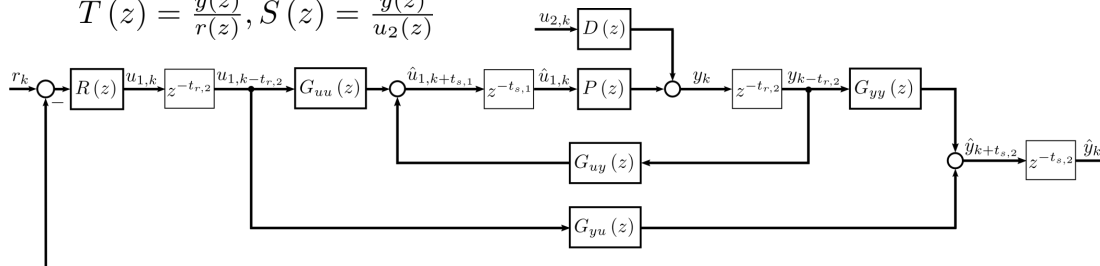 T (z) = y(z)/r(z), S (z) = y(z)/u_2(z)
u_{2,k} D (z)
r_k − R (z) u_{1,k} z^{-t_{r,2}} u_{1,k-t_{r,2}} G_{uu} (z) û_{1,k+t_{s,1}} z^{-t_{s,1}} û_{1,k} P (z) y_k z^{-t_{r,2}} y_{k-t_{r,2}} G_{yy} (z)
ŷ_{k+t_{s,2}} z^{-t_{s,2}} ŷ_k
G_{uy} (z)
G_{yu} (z)